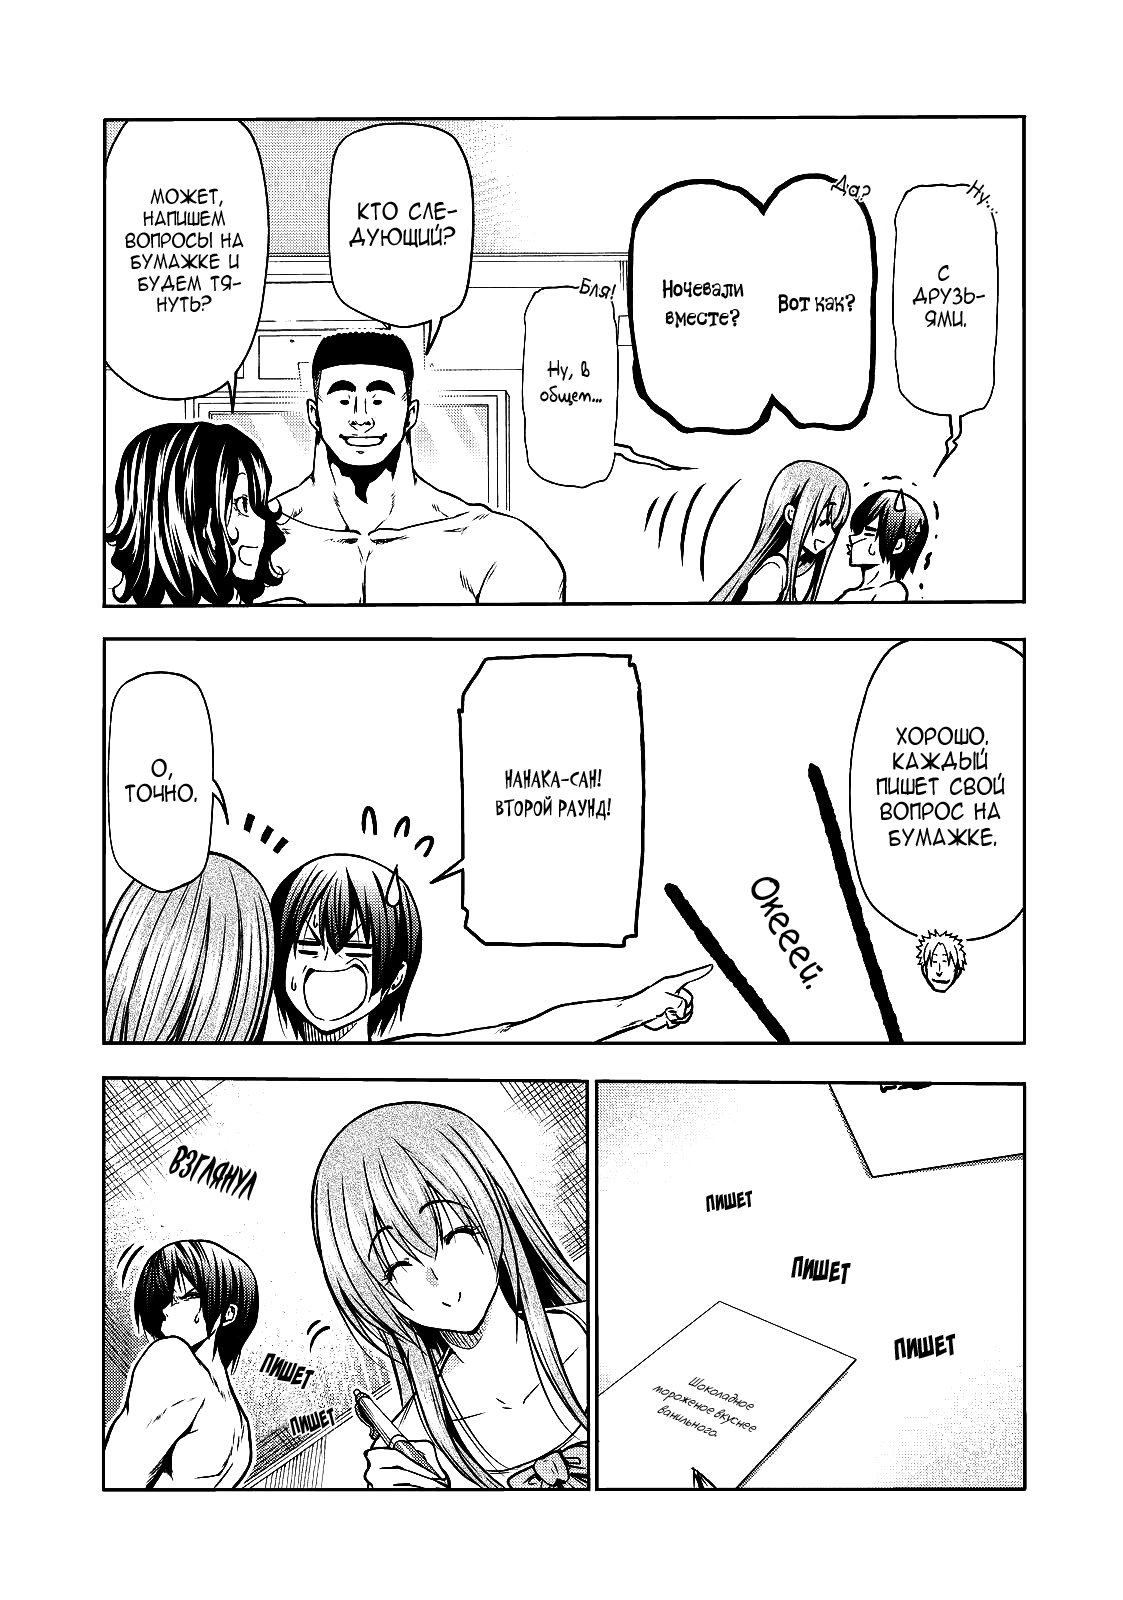 Ну...
С
ДРУЗЬ-
ЯМИ.
Да?
Вот как?
Ночевали
вместе?
Бля!
Ну, в
общем...
КТО СЛЕ-
ДУЮЩИЙ?
МОЖЕТ,
НАПИШЕМ
ВОПРОСЫ НА
БУМАЖКЕ И
БУДЕМ ТЯ-
НУТЬ?
ХОРОШО.
КАЖДЫЙ
ПИШЕТ СВОЙ
ВОПРОС НА
БУМАЖКЕ.
Океееей.
НАНАКА-САН!
ВТОРОЙ РАУНД!
О,
ТОЧНО.
ПИШЕТ
ПИШЕТ
ПИШЕТ
Шоколадное
мороженое вкуснее
ванильного.
ВЗГЛЯНУЛ
ПИШЕТ
ПИШЕТ